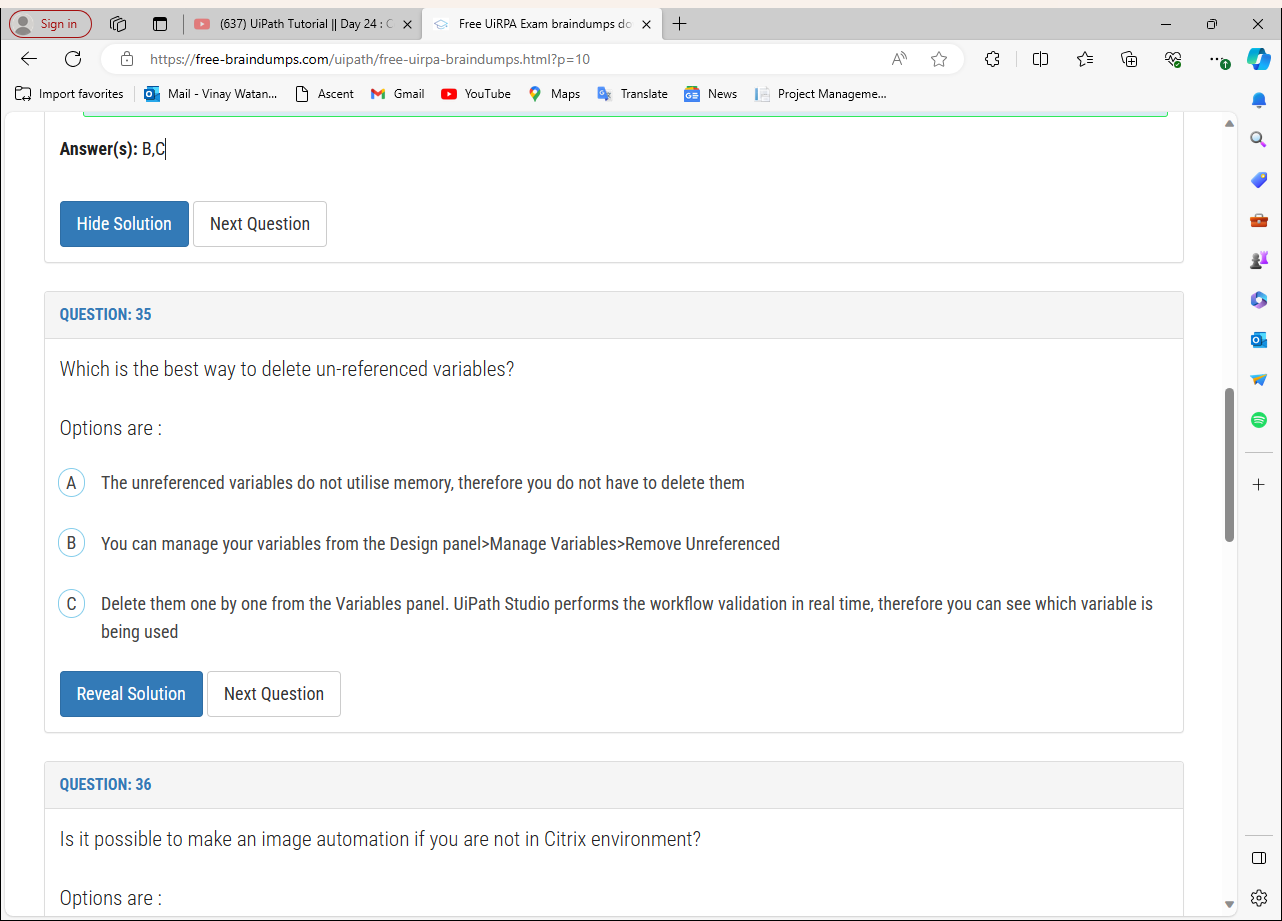 Sign in
(637) UiPath Tutorial || Day 24 : C
Free UiRPA Exam braindumps do
https://free-braindumps.com/uipath/free-uirpa-braindumps.html?p=10
Import favorites
Mail - Vinay Watan...
Ascent
Gmail
YouTube
Maps
Translate
News
Project Manageme...
Answer(s): B,C
Hide Solution
Next Question
QUESTION: 35
Which is the best way to delete un-referenced variables?
Options are :
A The unreferenced variables do not utilise memory, therefore you do not have to delete them
B You can manage your variables from the Design panel>Manage Variables>Remove Unreferenced
C Delete them one by one from the Variables panel. UiPath Studio performs the workflow validation in real time, therefore you can see which variable is
being used
Reveal Solution
Next Question
QUESTION: 36
Is it possible to make an image automation if you are not in Citrix environment?
Options are :